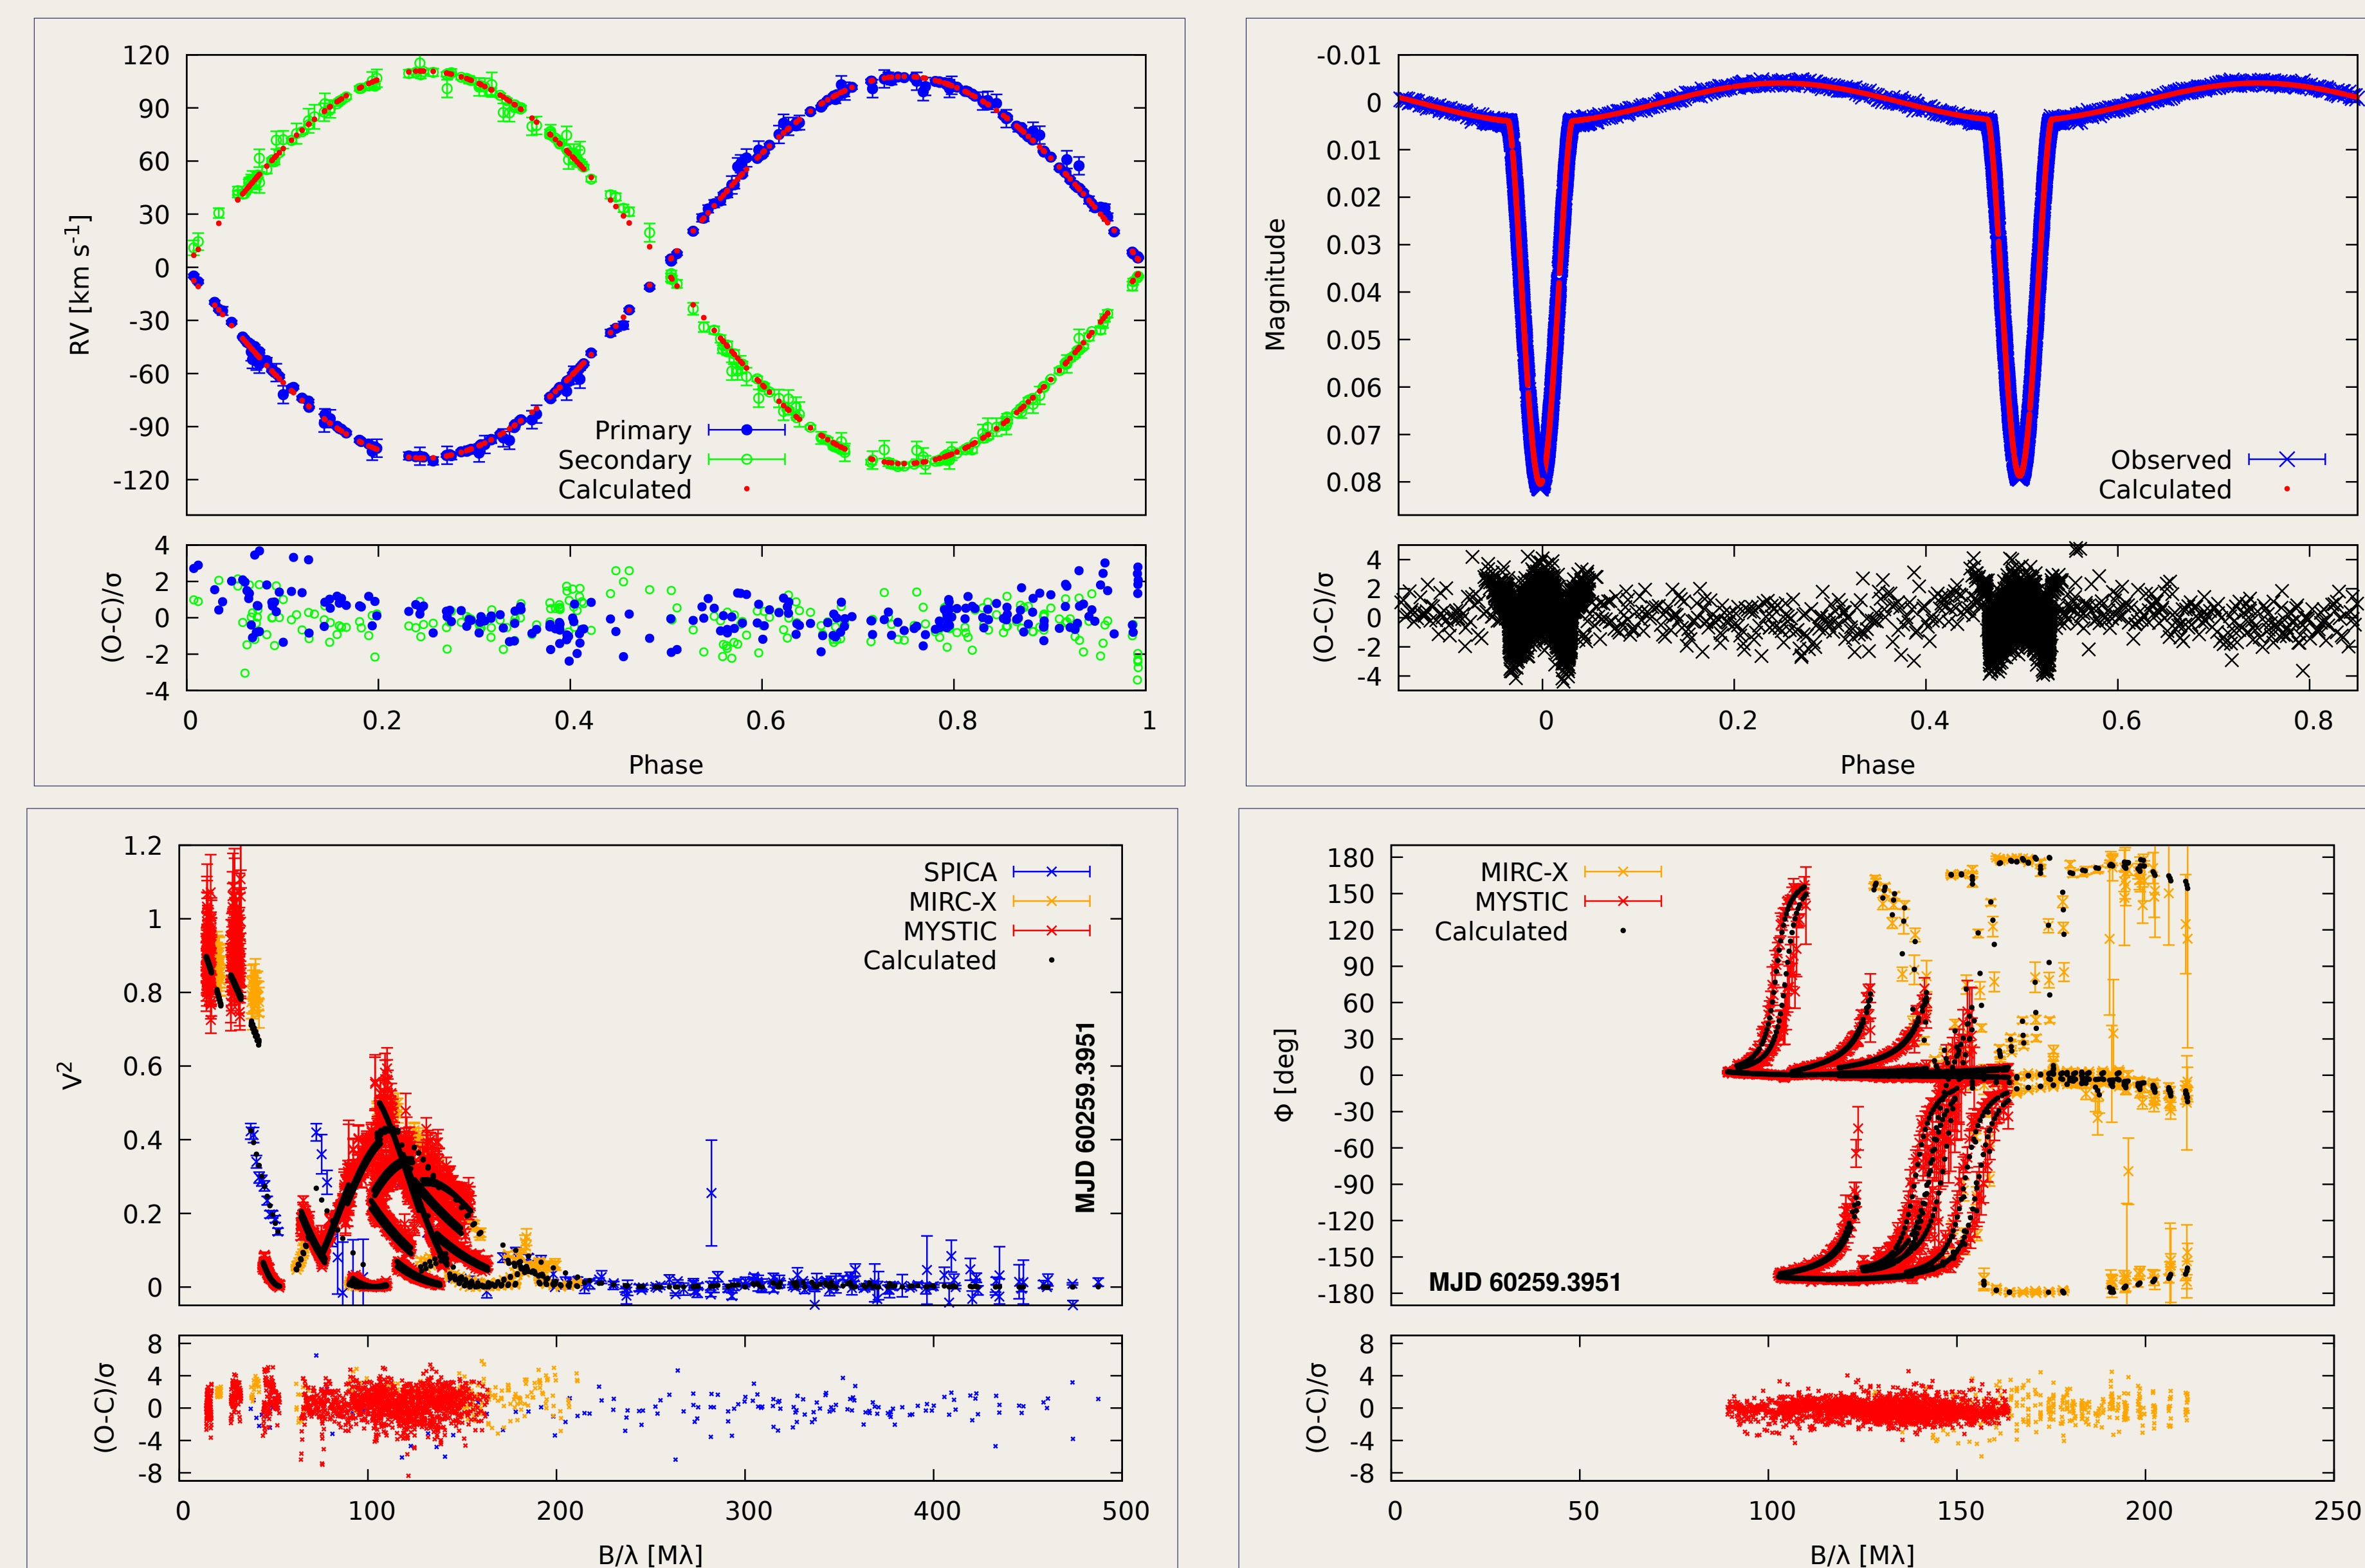 120
90
60
30
0
-30
-60
-90
-120
RV [km s-1]
Primary
Secondary
Calculated
4
2
0
-2
-4
(O-C)/σ
0 0.2 0.4 0.6 0.8 1
Phase
-0.01
0
0.01
0.02
0.03
0.04
0.05
0.06
0.07
0.08
Magnitude
Observed
Calculated
4
2
0
-2
-4
(O-C)/σ
0 0.2 0.4 0.6 0.8
Phase
1.2
1
0.8
0.6
0.4
0.2
0
V2
SPICA
MIRC-X
MYSTIC
Calculated
MJD 60259.3951
8
4
0
-4
-8
(O-C)/σ
0 100 200 300 400 500
B/λ [Mλ]
180
150
120
90
60
30
0
-30
-60
-90
-120
-150
-180
Φ [deg]
MIRC-X
MYSTIC
Calculated
MJD 60259.3951
8
4
0
-4
-8
(O-C)/σ
0 50 100 150 200 250
B/λ [Mλ]